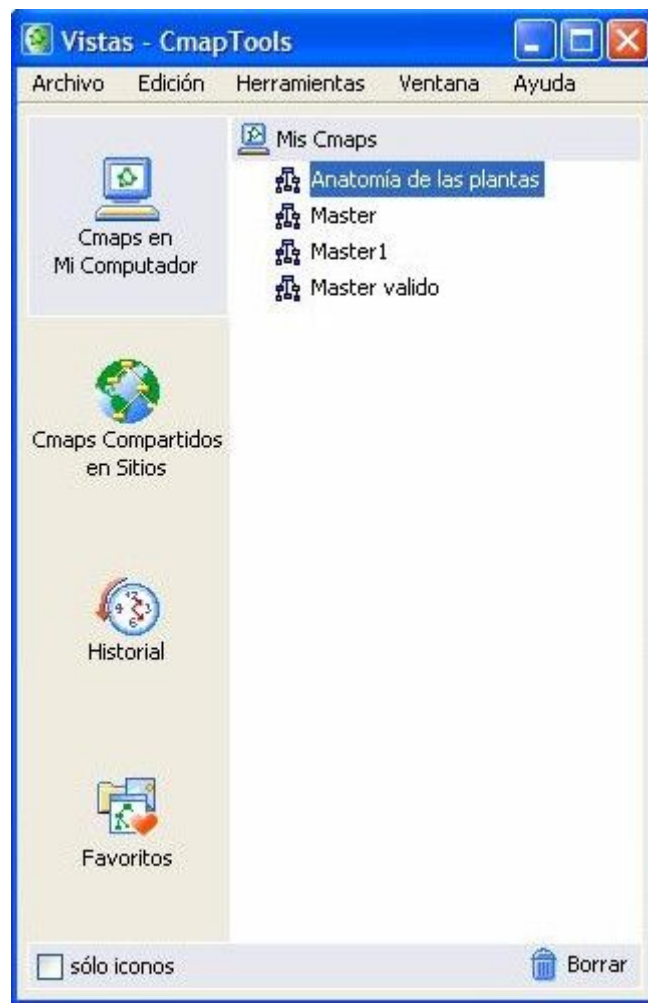 Vistas - CmapTools
Archivo Edición Herramientas Ventana Ayuda
Mis Cmaps
Anatomía de las plantas
Master
Master1
Master valido
Cmaps en
Mi Computador
Cmaps Compartidos
en Sitios
Historial
Favoritos
sólo iconos
Borrar